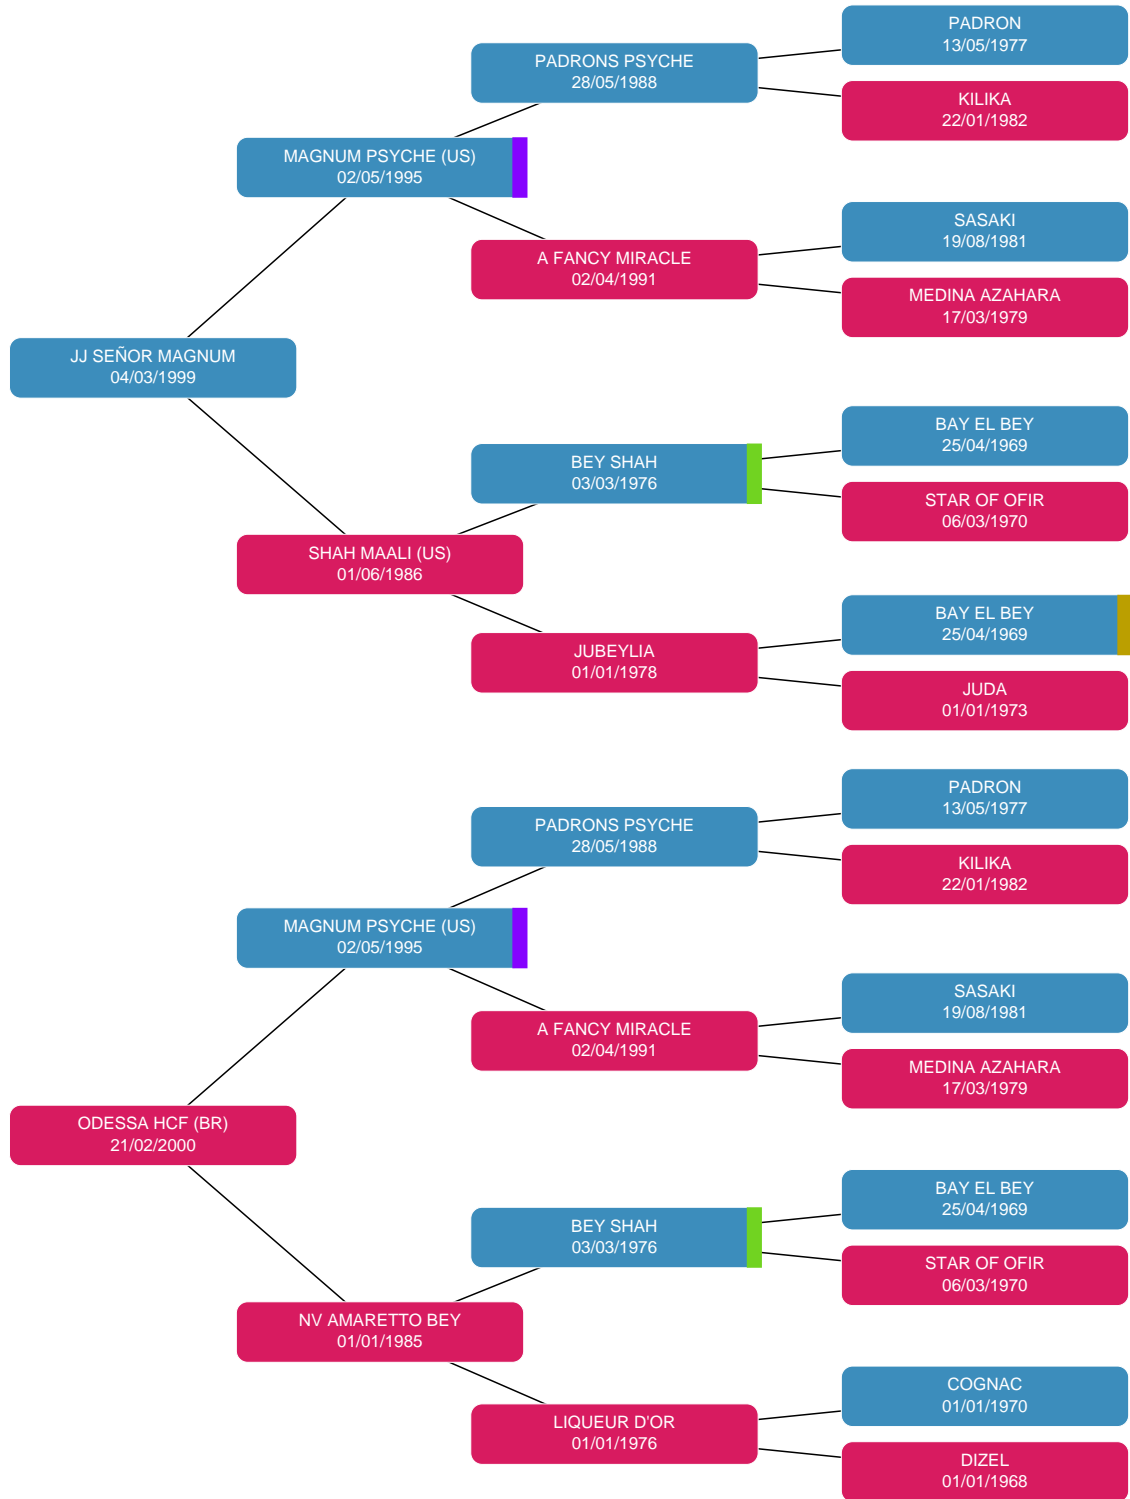 PADRON
13/05/1977
PADRONS PSYCHE
28/05/1988
KILIKA
22/01/1982
MAGNUM PSYCHE (US)
02/05/1995
SASAKI
19/08/1981
A FANCY MIRACLE
02/04/1991
MEDINA AZAHARA
17/03/1979
JJ SEÑOR MAGNUM
04/03/1999
BAY EL BEY
25/04/1969
BEY SHAH
03/03/1976
STAR OF OFIR
06/03/1970
SHAH MAALI (US)
01/06/1986
BAY EL BEY
25/04/1969
JUBEYLIA
01/01/1978
JUDA
01/01/1973
PADRON
13/05/1977
PADRONS PSYCHE
28/05/1988
KILIKA
22/01/1982
MAGNUM PSYCHE (US)
02/05/1995
SASAKI
19/08/1981
A FANCY MIRACLE
02/04/1991
MEDINA AZAHARA
17/03/1979
ODESSA HCF (BR)
21/02/2000
BAY EL BEY
25/04/1969
BEY SHAH
03/03/1976
STAR OF OFIR
06/03/1970
NV AMARETTO BEY
01/01/1985
COGNAC
01/01/1970
LIQUEUR D'OR
01/01/1976
DIZEL
01/01/1968